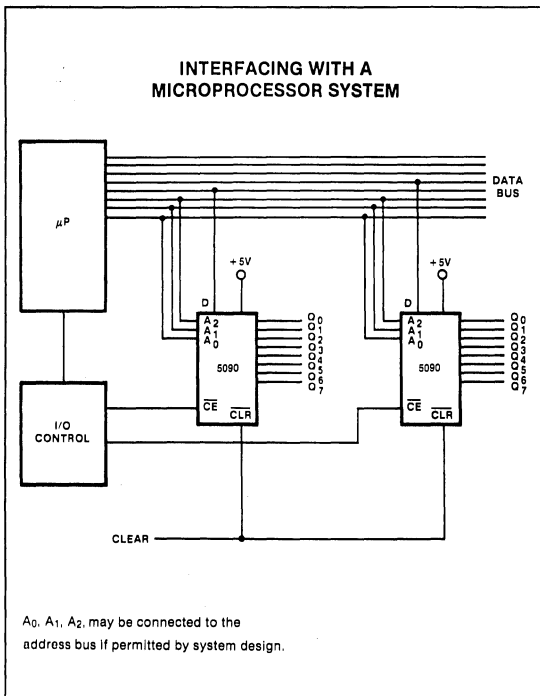 INTERFACING WITH A
MICROPROCESSOR SYSTEM
μP
DATA
BUS
+5V
+5V
D
D
A2
A1
A0
5090
CE
CLR
Q0
Q1
Q2
Q3
Q4
Q5
Q6
Q7
A2
A1
A0
5090
CE
CLR
Q0
Q1
Q2
Q3
Q4
Q5
Q6
Q7
I/O
CONTROL
CLEAR
A0, A1, A2, may be connected to the
address bus if permitted by system design.